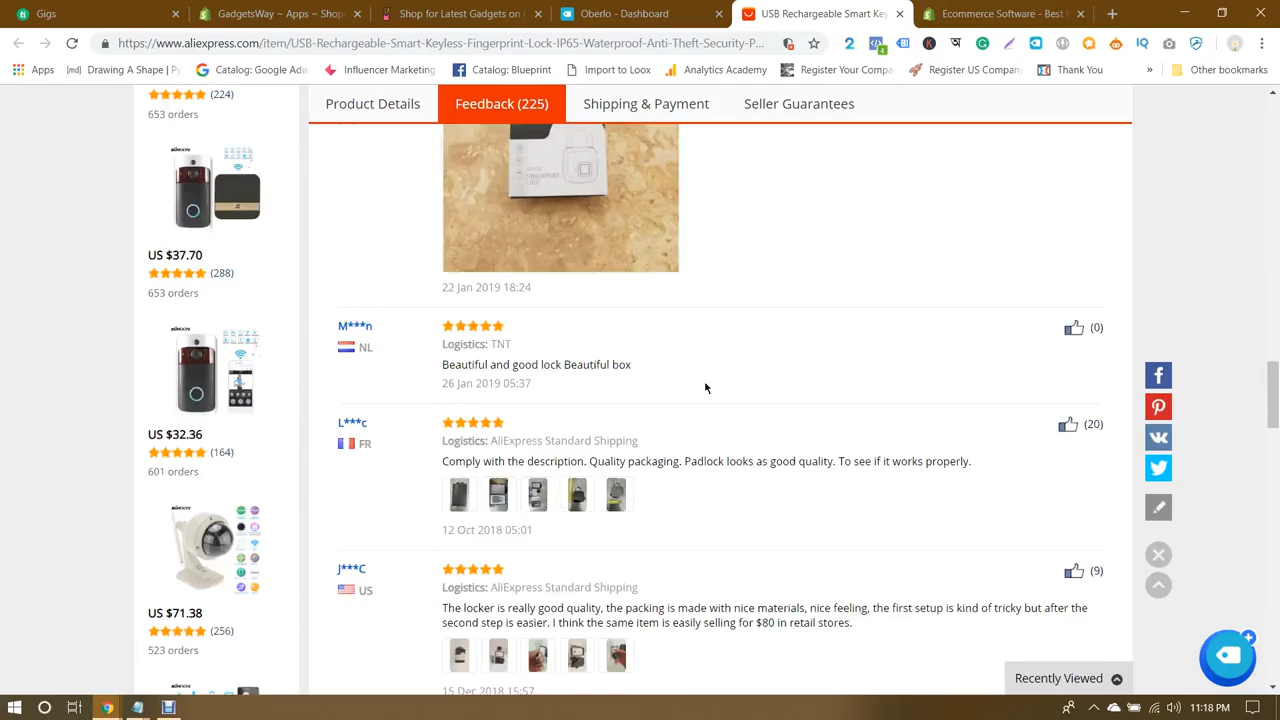 Gigs
GadgetsWay ~ Apps ~ Shop
Shop for Latest Gadgets on
Oberlo - Dashboard
USB Rechargeable Smart Key
Ecommerce Software - Best
https://www.aliexpress.com/item/USB-Rechargeable-Smart-Keyless-Fingerprint-Lock-IP65-Waterproof-Anti-Theft-Security-P...
Apps
Drawing A Shape | Py
Catalog: Google Adw
Influencer Marketing
Catalog: Blueprint
Import to Loox
Analytics Academy
Register Your Compa
Register US Company
Thank You
»
Other bookmarks
(224)
653 orders
US $37.70
(288)
653 orders
US $32.36
(164)
601 orders
US $71.38
(256)
523 orders
Product Details
Feedback (225)
Shipping & Payment
Seller Guarantees
FINGERPRINT
LOCK
22 Jan 2019 18:24
M***n
NL
Logistics: TNT
Beautiful and good lock Beautiful box
26 Jan 2019 05:37
(0)
L***c
FR
Logistics: AliExpress Standard Shipping
Comply with the description. Quality packaging. Padlock looks as good quality. To see if it works properly.
12 Oct 2018 05:01
(20)
J***C
US
Logistics: AliExpress Standard Shipping
The locker is really good quality, the packing is made with nice materials, nice feeling, the first setup is kind of tricky but after the
second step is easier. I think the same item is easily selling for $80 in retail stores.
15 Dec 2018 15:57
(9)
Recently Viewed
11:18 PM